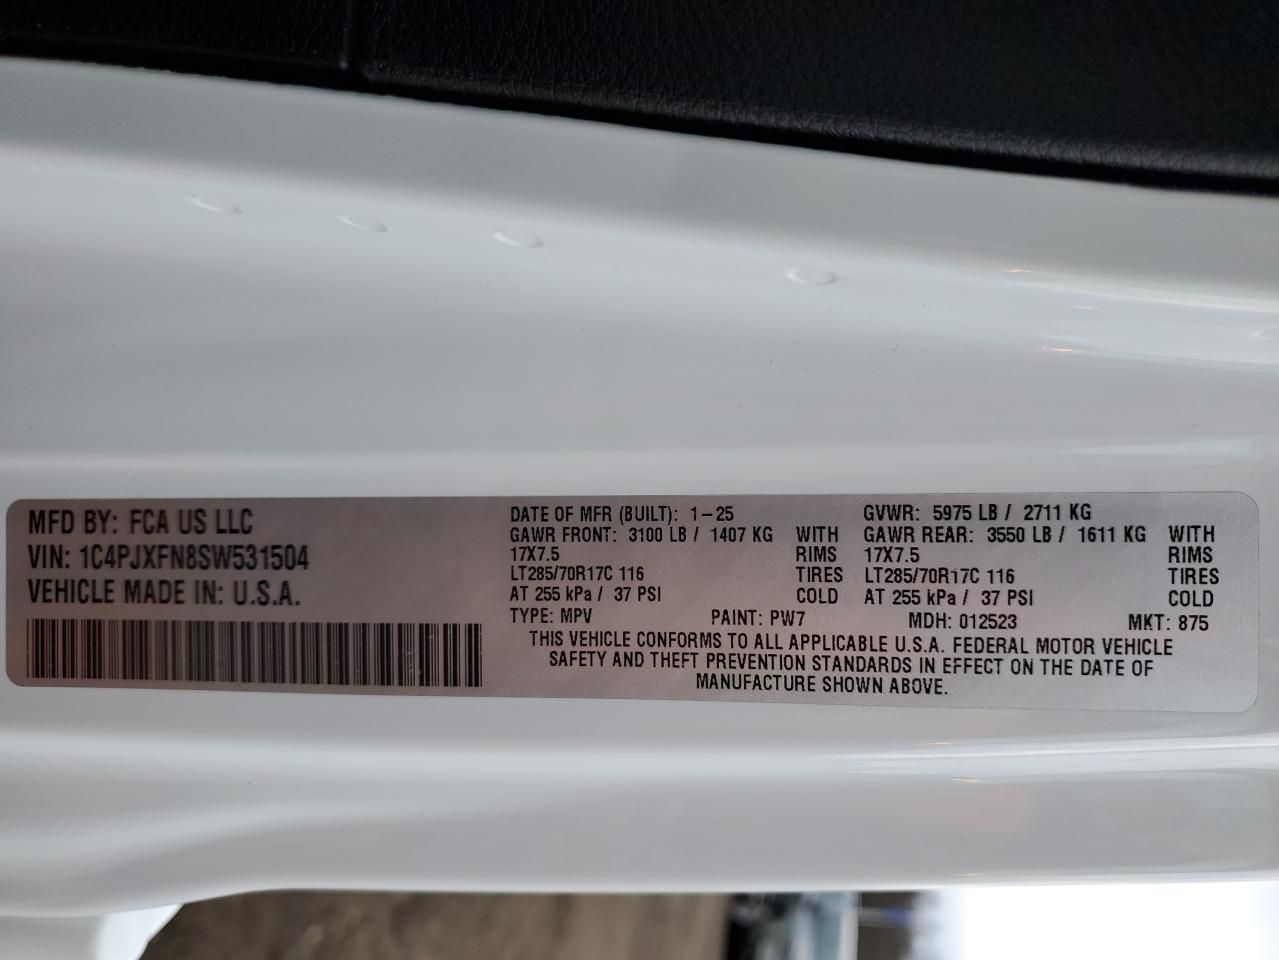 MFD BY: FCA US LLC
VIN: 1C4PJXFN8SW531504
VEHICLE MADE IN: U.S.A.
DATE OF MFR (BUILT): 1-25
GVWR: 5975 LB / 2711 KG
GAWR FRONT: 3100 LB / 1407 KG WITH
17X7.5 RIMS
LT285/70R17C 116 TIRES
AT 255 kPa / 37 PSI COLD
GAWR REAR: 3550 LB / 1611 KG WITH
17X7.5 RIMS
LT285/70R17C 116 TIRES
AT 255 kPa / 37 PSI COLD
TYPE: MPV PAINT: PW7 MDH: 012523 MKT: 875
THIS VEHICLE CONFORMS TO ALL APPLICABLE U.S.A. FEDERAL MOTOR VEHICLE
SAFETY AND THEFT PREVENTION STANDARDS IN EFFECT ON THE DATE OF
MANUFACTURE SHOWN ABOVE.